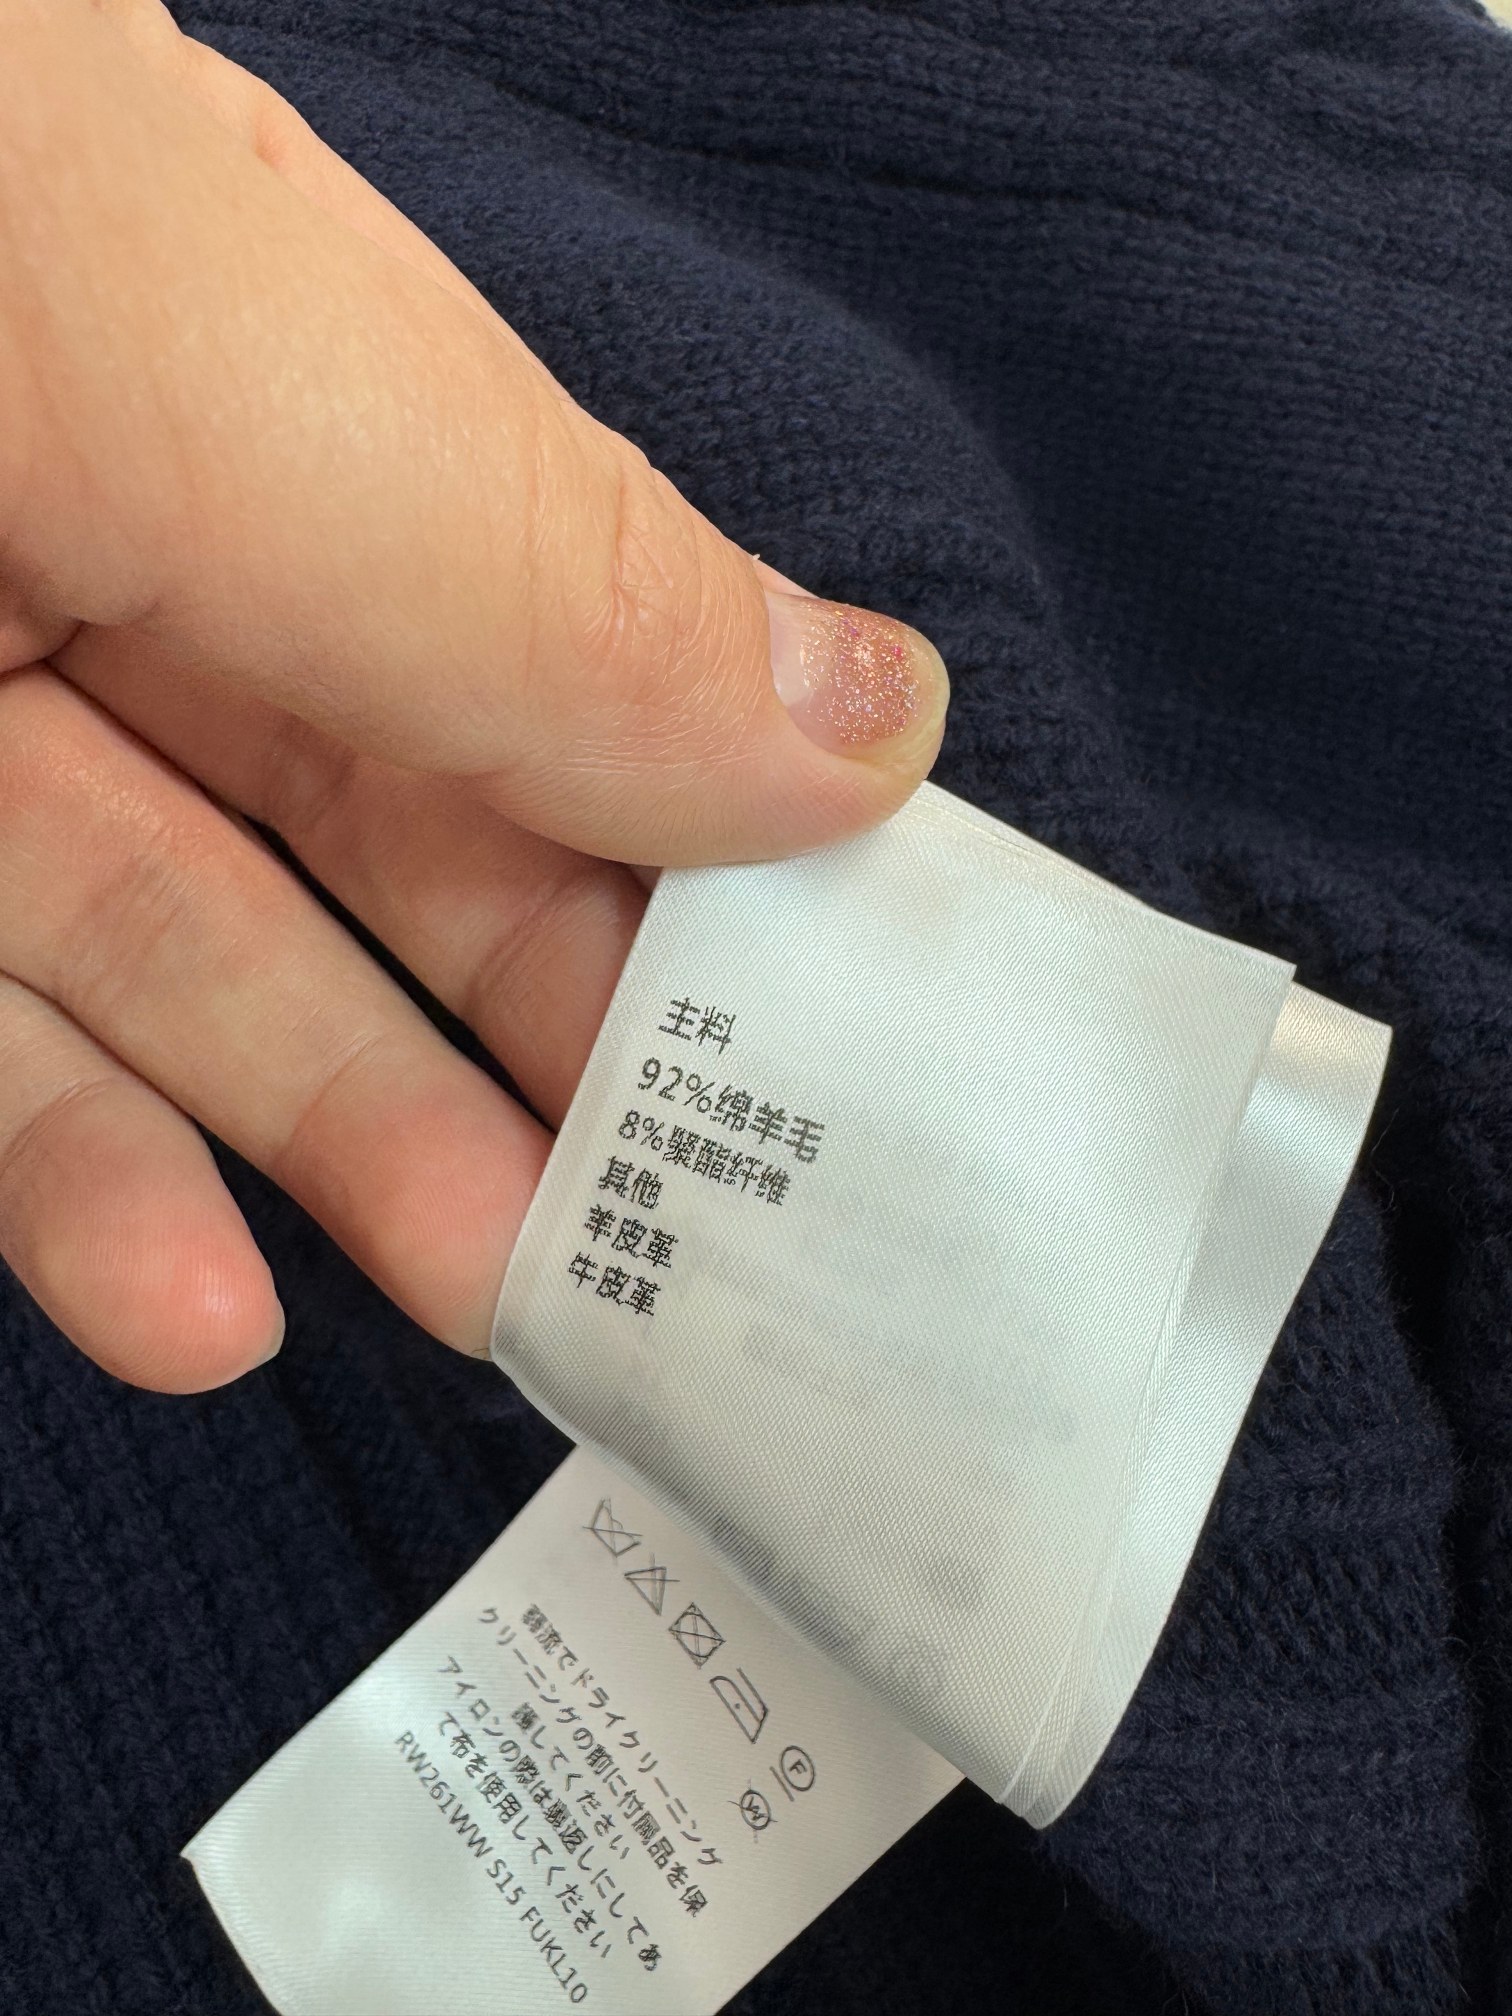 主料
92%绵羊毛
8%聚酯纤维
其他
羊皮革
牛皮革
F
W
弱流でドライクリーニング
クリーニングの前に付属品を保
護してください
アイロンの際は裏返しにしてあ
て布を使用してください
RW261WW S15 FUKL10